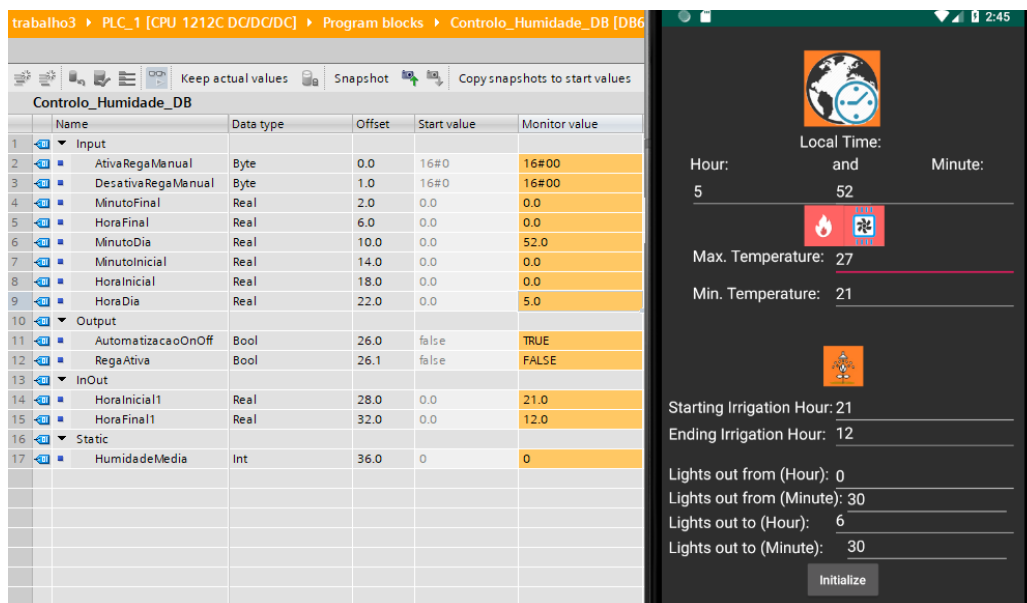 trabalho3 ▸ PLC_1 [CPU 1212C DC/DC/DC] ▸ Program blocks ▸ Controlo_Humidade_DB [DB6
Keep actual values Snapshot Copy snapshots to start values
Controlo_Humidade_DB
Name Data type Offset Start value Monitor value
1 Input
2 AtivaRegaManual Byte 0.0 16#0 16#00
3 DesativaRegaManual Byte 1.0 16#0 16#00
4 MinutoFinal Real 2.0 0.0 0.0
5 HoraFinal Real 6.0 0.0 0.0
6 MinutoDia Real 10.0 0.0 52.0
7 MinutoInicial Real 14.0 0.0 0.0
8 HoraInicial Real 18.0 0.0 0.0
9 HoraDia Real 22.0 0.0 5.0
10 Output
11 AutomatizacaoOnOff Bool 26.0 false TRUE
12 RegaAtiva Bool 26.1 false FALSE
13 InOut
14 HoraInicial1 Real 28.0 0.0 21.0
15 HoraFinal1 Real 32.0 0.0 12.0
16 Static
17 HumidadeMedia Int 36.0 0 0
2:45
Local Time:
Hour: and Minute:
5 52
Max. Temperature: 27
Min. Temperature: 21
Starting Irrigation Hour: 21
Ending Irrigation Hour: 12
Lights out from (Hour): 0
Lights out from (Minute): 30
Lights out to (Hour): 6
Lights out to (Minute): 30
Initialize